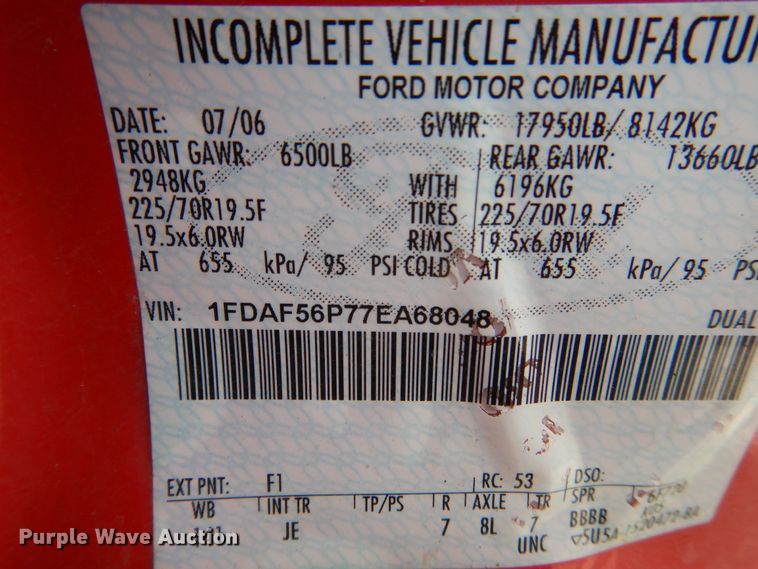 INCOMPLETE VEHICLE MANUFACTU
FORD MOTOR COMPANY
DATE: 07/06 GVWR: 17950LB/ 8142KG
FRONT GAWR: 6500LB REAR GAWR: 13660LB
2948KG WITH 6196KG
225/70R19.5F TIRES 225/70R19.5F
19.5x6.0RW RIMS 19.5x6.0RW
AT 655 kPa/ 95 PSI COLD AT 655 kPa/ 95 PS
VIN: 1FDAF56P77EA68048 DUAL
EXT PNT: F1 RC: 53 DSO:
WB INT TR TP/PS R AXLE TR SPR
JE 7 8L 7 BBBB
UNC ▽5U5A-1520472-BA
Purple Wave Auction